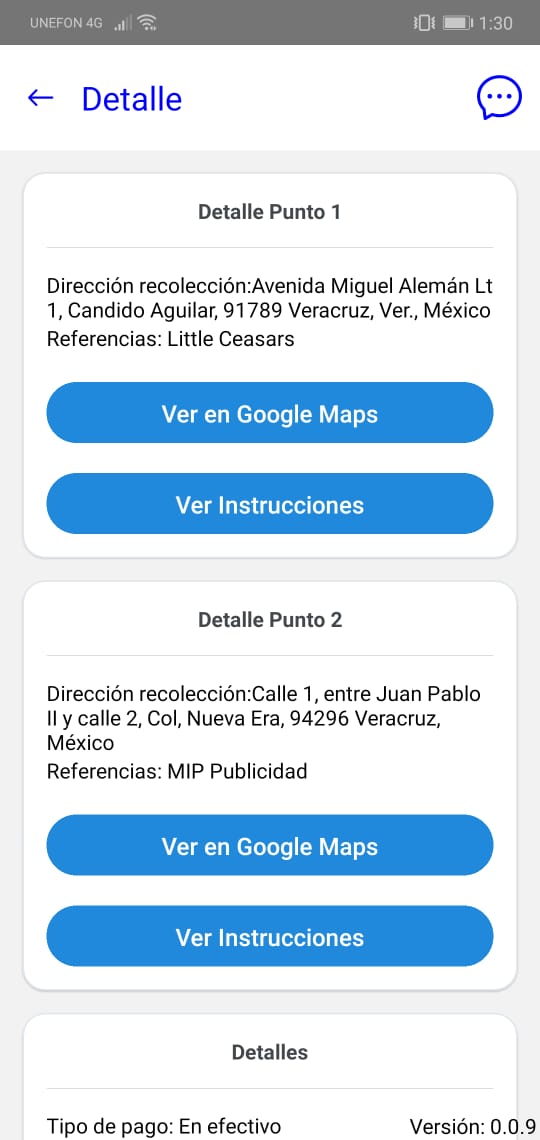 UNEFON 4G
1:30
Detalle
Detalle Punto 1
Dirección recolección:Avenida Miguel Alemán Lt
1, Candido Aguilar, 91789 Veracruz, Ver., México
Referencias: Little Ceasars
Ver en Google Maps
Ver Instrucciones
Detalle Punto 2
Dirección recolección:Calle 1, entre Juan Pablo
II y calle 2, Col, Nueva Era, 94296 Veracruz,
México
Referencias: MIP Publicidad
Ver en Google Maps
Ver Instrucciones
Detalles
Tipo de pago: En efectivo
Versión: 0.0.9